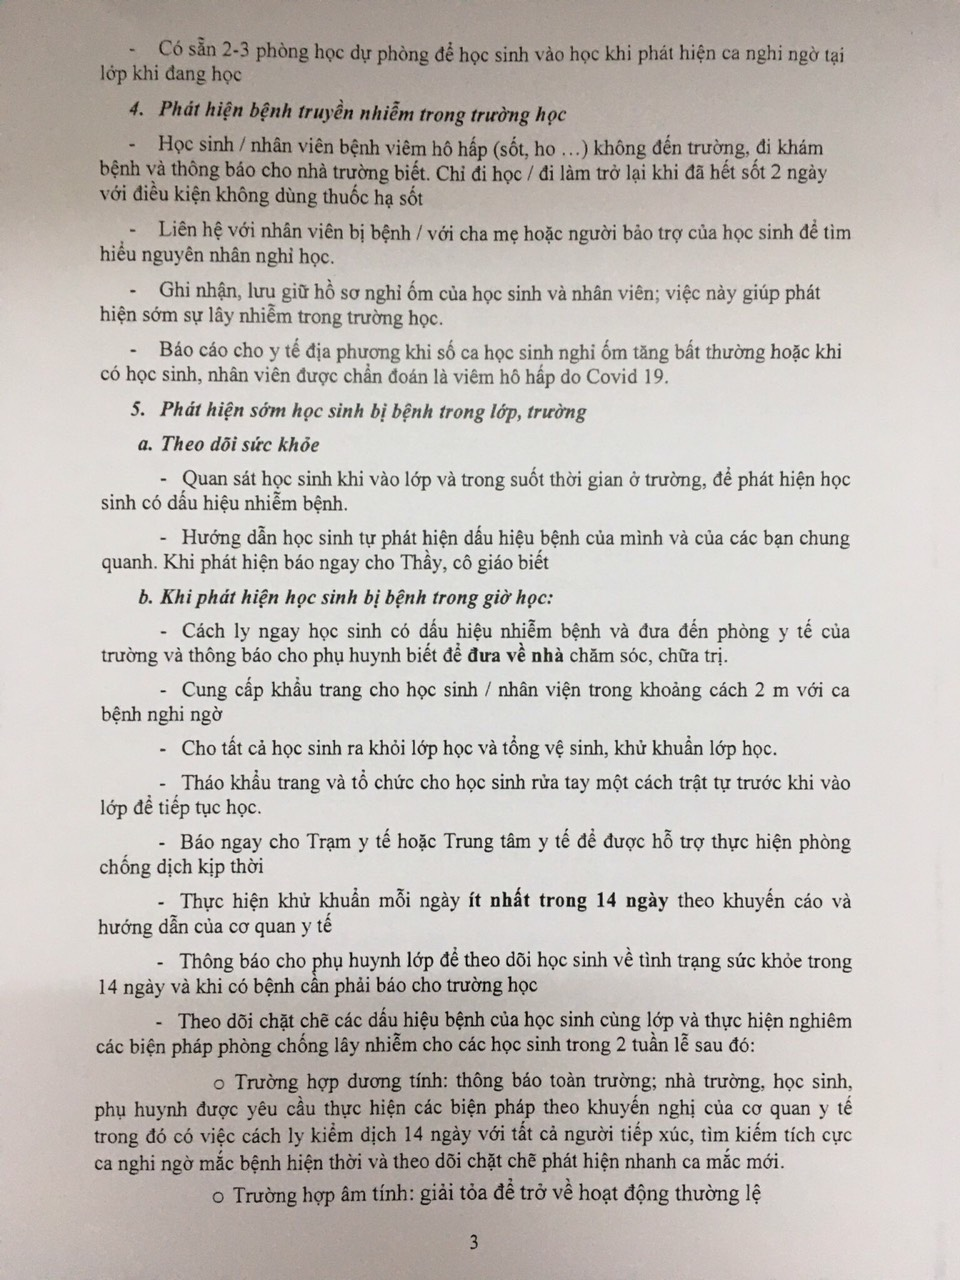 - Có sẵn 2-3 phòng học dự phòng để học sinh vào học khi phát hiện ca nghi ngờ tại
lớp khi đang học
4. Phát hiện bệnh truyền nhiễm trong trường học
- Học sinh / nhân viên bệnh viêm hô hấp (sốt, ho ...) không đến trường, đi khám
bệnh và thông báo cho nhà trường biết. Chỉ đi học / đi làm trở lại khi đã hết sốt 2 ngày
với điều kiện không dùng thuốc hạ sốt
- Liên hệ với nhân viên bị bệnh / với cha mẹ hoặc người bảo trợ của học sinh để tìm
hiểu nguyên nhân nghỉ học.
- Ghi nhận, lưu giữ hồ sơ nghỉ ốm của học sinh và nhân viên; việc này giúp phát
hiện sớm sự lây nhiễm trong trường học.
- Báo cáo cho y tế địa phương khi số ca học sinh nghỉ ốm tăng bất thường hoặc khi
có học sinh, nhân viên được chẩn đoán là viêm hô hấp do Covid 19.
5. Phát hiện sớm học sinh bị bệnh trong lớp, trường
a. Theo dõi sức khỏe
- Quan sát học sinh khi vào lớp và trong suốt thời gian ở trường, để phát hiện học
sinh có dấu hiệu nhiễm bệnh.
- Hướng dẫn học sinh tự phát hiện dấu hiệu bệnh của mình và của các bạn chung
quanh. Khi phát hiện báo ngay cho Thầy, cô giáo biết
b. Khi phát hiện học sinh bị bệnh trong giờ học:
- Cách ly ngay học sinh có dấu hiệu nhiễm bệnh và đưa đến phòng y tế của
trường và thông báo cho phụ huynh biết để đưa về nhà chăm sóc, chữa trị.
- Cung cấp khẩu trang cho học sinh / nhân viện trong khoảng cách 2 m với ca
bệnh nghi ngờ
- Cho tất cả học sinh ra khỏi lớp học và tổng vệ sinh, khử khuẩn lớp học.
- Tháo khẩu trang và tổ chức cho học sinh rửa tay một cách trật tự trước khi vào
lớp để tiếp tục học.
- Báo ngay cho Trạm y tế hoặc Trung tâm y tế để được hỗ trợ thực hiện phòng
chống dịch kịp thời
- Thực hiện khử khuẩn mỗi ngày ít nhất trong 14 ngày theo khuyến cáo và
hướng dẫn của cơ quan y tế
- Thông báo cho phụ huynh lớp để theo dõi học sinh về tình trạng sức khỏe trong
14 ngày và khi có bệnh cần phải báo cho trường học
- Theo dõi chặt chẽ các dấu hiệu bệnh của học sinh cùng lớp và thực hiện nghiêm
các biện pháp phòng chống lây nhiễm cho các học sinh trong 2 tuần lễ sau đó:
o Trường hợp dương tính: thông báo toàn trường; nhà trường, học sinh,
phụ huynh được yêu cầu thực hiện các biện pháp theo khuyến nghị của cơ quan y tế
trong đó có việc cách ly kiểm dịch 14 ngày với tất cả người tiếp xúc, tìm kiếm tích cực
ca nghi ngờ mắc bệnh hiện thời và theo dõi chặt chẽ phát hiện nhanh ca mắc mới.
o Trường hợp âm tính: giải tỏa để trở về hoạt động thường lệ
3